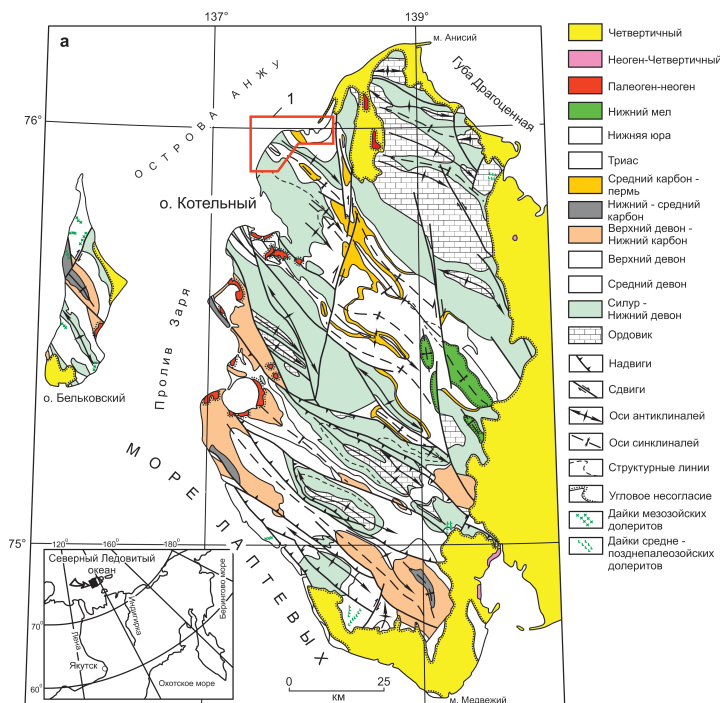 137°
139°
а
м. Анисий
Губа Драгоценная
ОСТРОВА АНЖУ
1
76°
о. Котельный
Пролив Заря
о. Бельковский
МОРЕ ЛАПТЕВЫХ
75°
120°
160°
180°
Северный Ледовитый
океан
70°
60°
Лена
Индигирка
Якутск
Берингово море
Охотское море
0 25
км
м. Медвежий
Четвертичный
Неоген-Четвертичный
Палеоген-неоген
Нижний мел
Нижняя юра
Триас
Средний карбон -
пермь
Нижний - средний
карбон
Верхний девон -
Нижний карбон
Верхний девон
Средний девон
Силур -
Нижний девон
Ордовик
Надвиги
Сдвиги
Оси антиклиналей
Оси синклиналей
Структурные линии
Угловое несогласие
Дайки мезозойских
долеритов
Дайки средне -
позднепалеозойских
долеритов